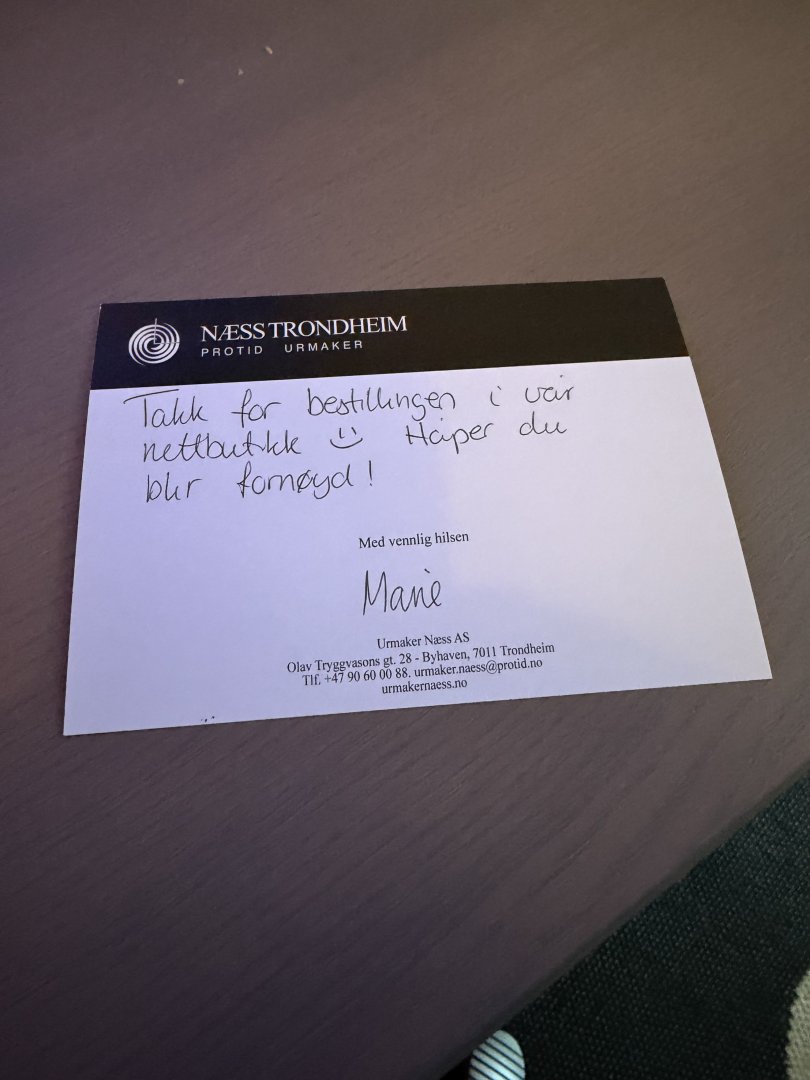 NÆSS TRONDHEIM
PROTID URMAKER
Takk for bestillingen i vår
nettbutikk :) Håper du
blir fornøyd!
Med vennlig hilsen
Marie
Urmaker Næss AS
Olav Tryggvasons gt. 28 - Byhaven, 7011 Trondheim
Tlf. +47 90 60 00 88. urmaker.naess@protid.no
urmakernaess.no